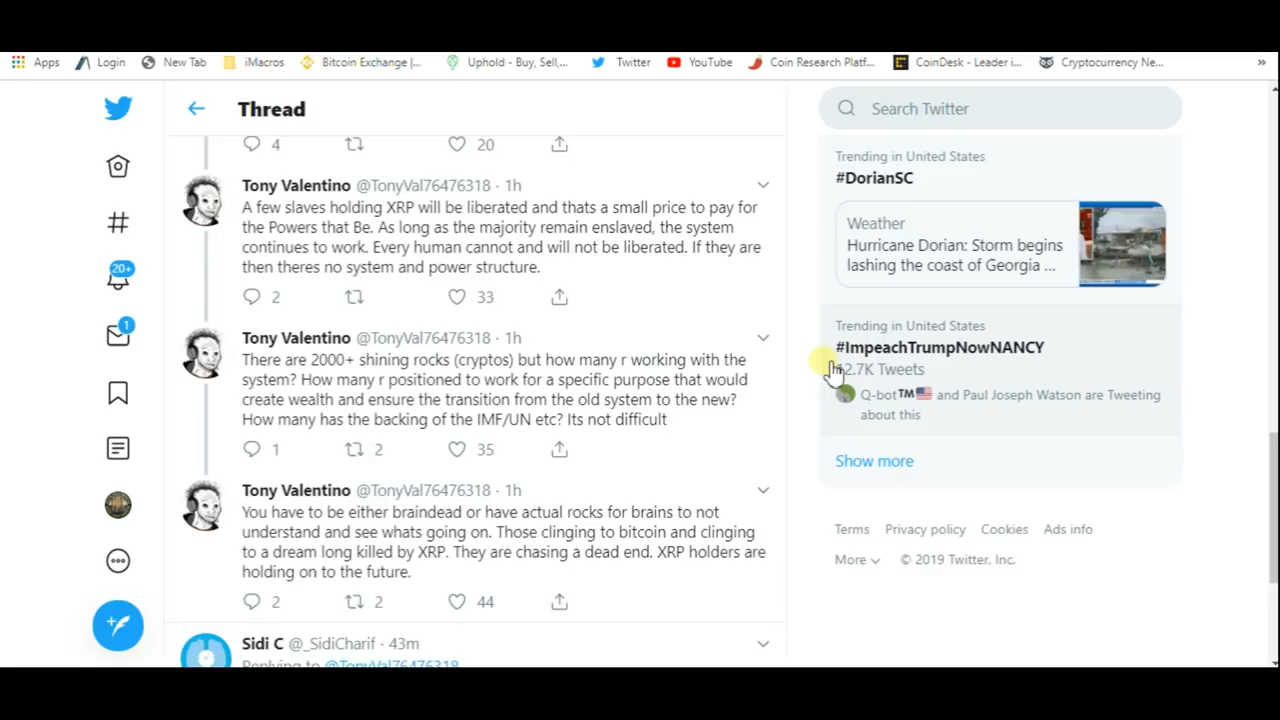 Apps
Login
New Tab
iMacros
Bitcoin Exchange |...
Uphold - Buy, Sell,...
Twitter
YouTube
Coin Research Platf...
CoinDesk - Leader i...
Cryptocurrency Ne...
»
Thread
4
20
Tony Valentino @TonyVal76476318 · 1h
A few slaves holding XRP will be liberated and thats a small price to pay for
the Powers that Be. As long as the majority remain enslaved, the system
continues to work. Every human cannot and will not be liberated. If they are
then theres no system and power structure.
2
33
Tony Valentino @TonyVal76476318 · 1h
There are 2000+ shining rocks (cryptos) but how many r working with the
system? How many r positioned to work for a specific purpose that would
create wealth and ensure the transition from the old system to the new?
How many has the backing of the IMF/UN etc? Its not difficult
1
2
35
Tony Valentino @TonyVal76476318 · 1h
You have to be either braindead or have actual rocks for brains to not
understand and see whats going on. Those clinging to bitcoin and clinging
to a dream long killed by XRP. They are chasing a dead end. XRP holders are
holding on to the future.
2
2
44
Sidi C @_SidiCharif · 43m
Replying to @TonyVal76476318
20+
1
Search Twitter
Trending in United States
#DorianSC
Weather
Hurricane Dorian: Storm begins
lashing the coast of Georgia ...
Trending in United States
#ImpeachTrumpNowNANCY
2.7K Tweets
Q-bot™🇺🇸 and Paul Joseph Watson are Tweeting
about this
Show more
Terms
Privacy policy
Cookies
Ads info
More
© 2019 Twitter, Inc.